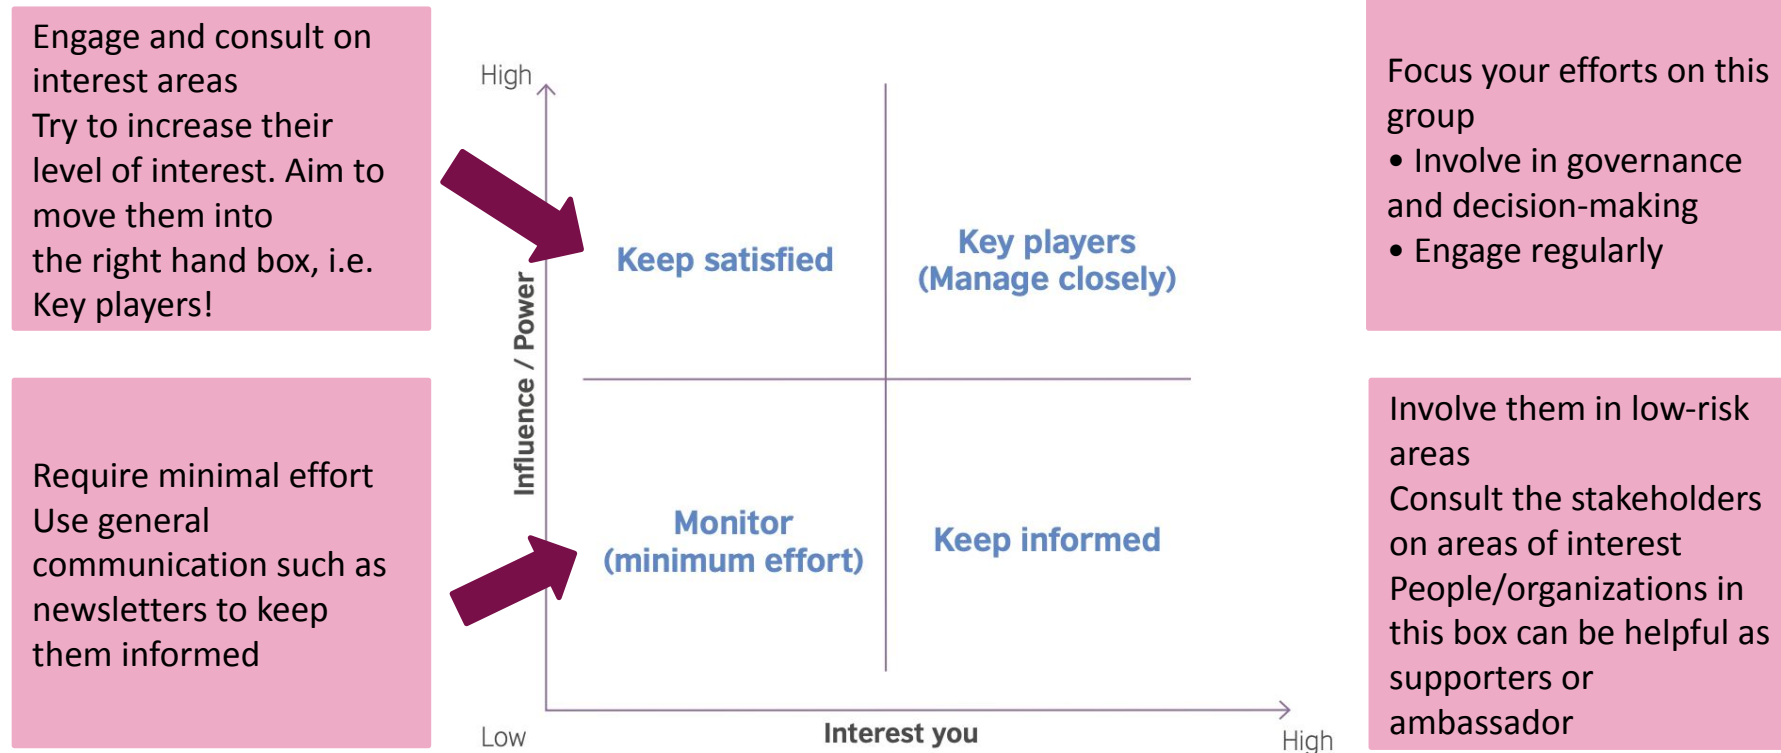 Engage and consult on
interest areas
Try to increase their
level of interest. Aim to
move them into
the right hand box, i.e.
Key players!
Require minimal effort
Use general
communication such as
newsletters to keep
them informed
High
Influence / Power
Low
Keep satisfied
Key players
(Manage closely)
Monitor
(minimum effort)
Keep informed
Interest you
High
Focus your efforts on this
group
• Involve in governance
and decision-making
• Engage regularly
Involve them in low-risk
areas
Consult the stakeholders
on areas of interest
People/organizations in
this box can be helpful as
supporters or
ambassador